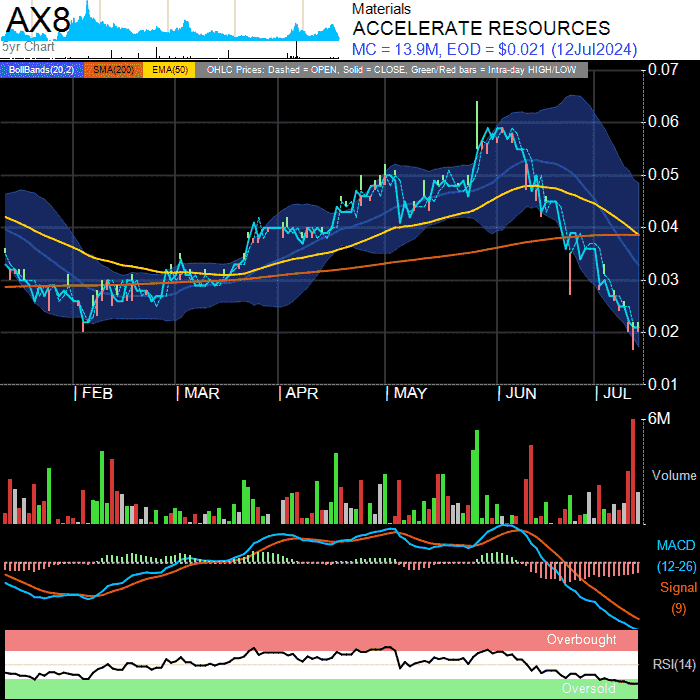 AX8
5yr Chart
Materials
ACCELERATE RESOURCES
MC = 13.9M, EOD = $0.021 (12Jul2024)
BollBands(20,2) SMA(200) EMA(50) OHLC Prices: Dashed = OPEN, Solid = CLOSE, Green/Red bars = Intra-day HIGH/LOW
0.07
0.06
0.05
0.04
0.03
0.02
0.01
| FEB | MAR | APR | MAY | JUN | JUL
6M
Volume
MACD
(12-26)
Signal
(9)
Overbought
RSI(14)
Oversold